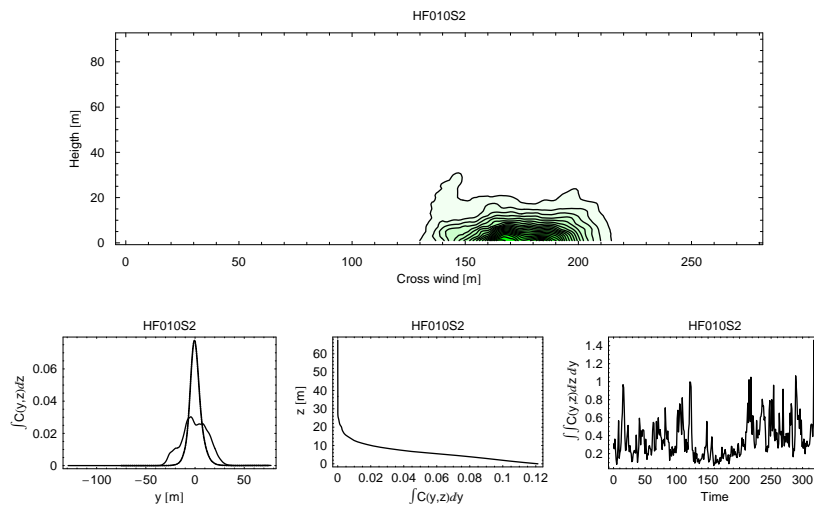 HF010S2
80
60
40
20
0
Heigth [m]
0 50 100 150 200 250
Cross wind [m]
HF010S2
0.06
0.04
0.02
0
∫C(y,z)dz
−100 −50 0 50
y [m]
HF010S2
60
50
40
30
20
10
0
z [m]
0 0.02 0.04 0.06 0.08 0.1 0.12
∫C(y,z)dy
HF010S2
1.4
1.2
1
0.8
0.6
0.4
0.2
∫∫C(y,z)dz dy
0 50 100 150 200 250 300
Time